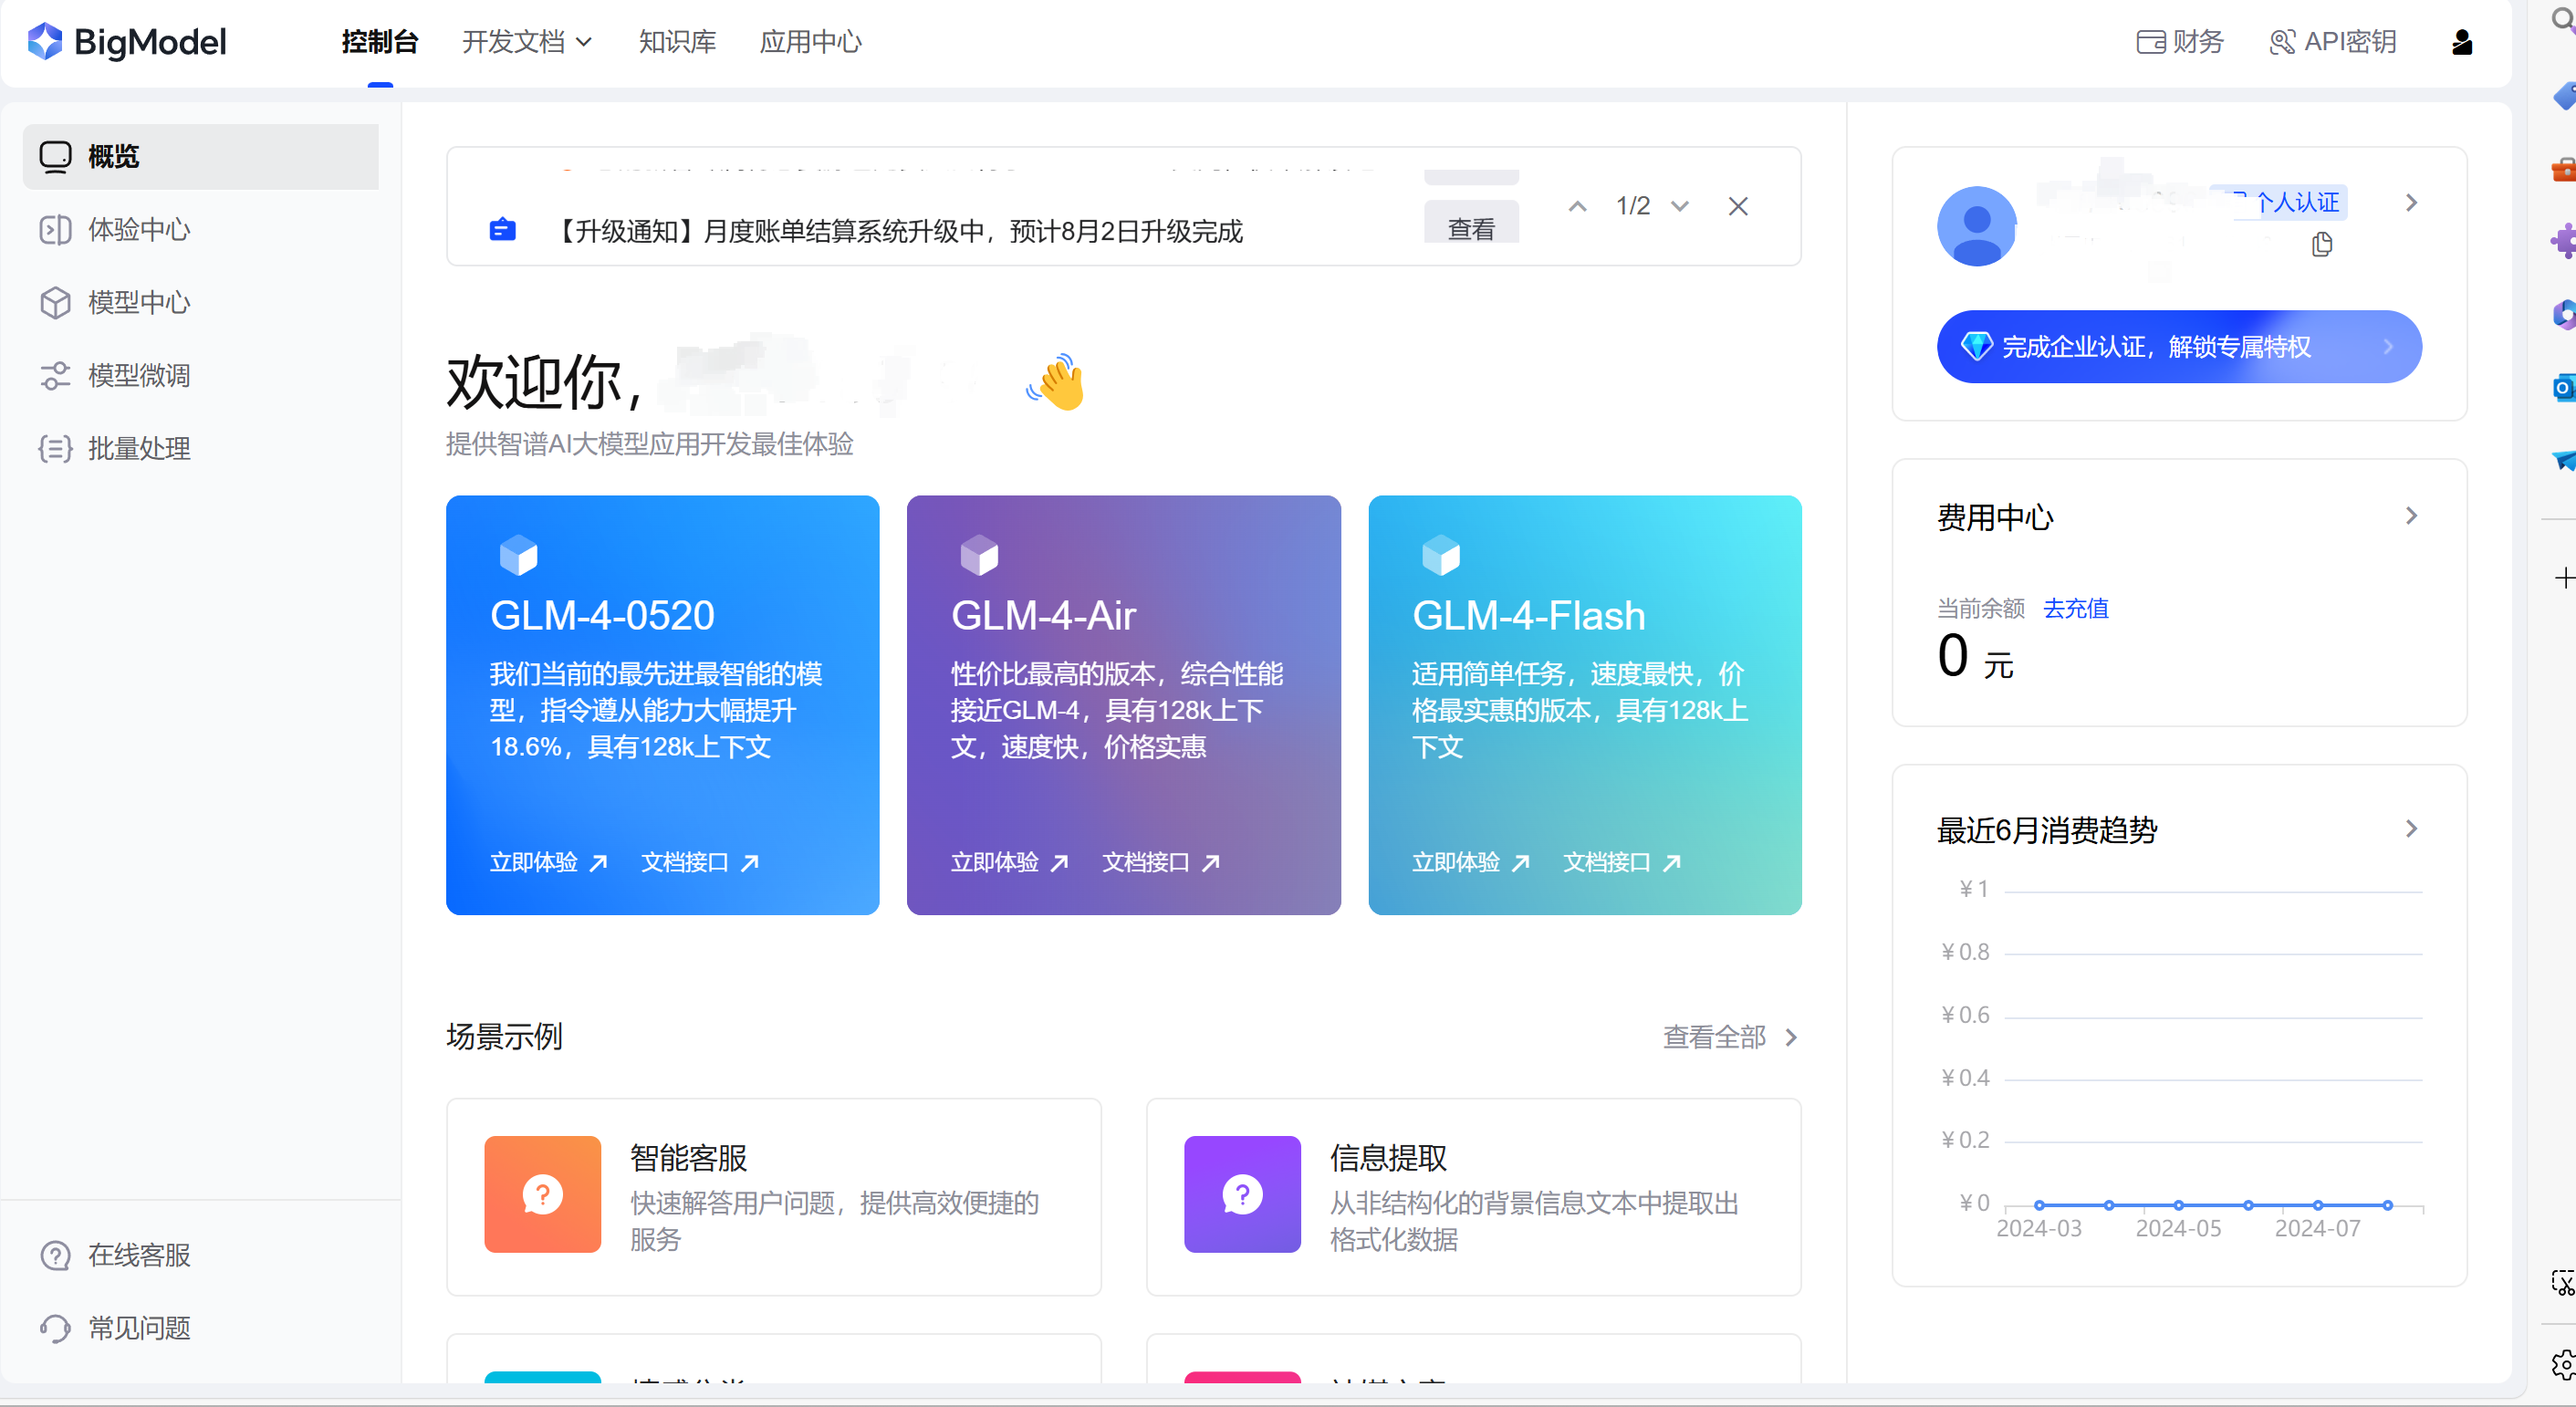 BigModel
控制台
开发文档
知识库
应用中心
财务
API密钥
概览
体验中心
模型中心
模型微调
批量处理
在线客服
常见问题
【升级通知】月度账单结算系统升级中，预计8月2日升级完成
查看
1/2
欢迎你,
提供智谱AI大模型应用开发最佳体验
GLM-4-0520
我们当前的最先进最智能的模
型，指令遵从能力大幅提升
18.6%，具有128k上下文
立即体验
文档接口
GLM-4-Air
性价比最高的版本，综合性能
接近GLM-4，具有128k上下
文，速度快，价格实惠
立即体验
文档接口
GLM-4-Flash
适用简单任务，速度最快，价
格最实惠的版本，具有128k上
下文
立即体验
文档接口
场景示例
查看全部
智能客服
快速解答用户问题，提供高效便捷的
服务
信息提取
从非结构化的背景信息文本中提取出
格式化数据
个人认证
完成企业认证，解锁专属特权
费用中心
当前余额
去充值
0 元
最近6月消费趋势
¥1
¥0.8
¥0.6
¥0.4
¥0.2
¥0
2024-03
2024-05
2024-07